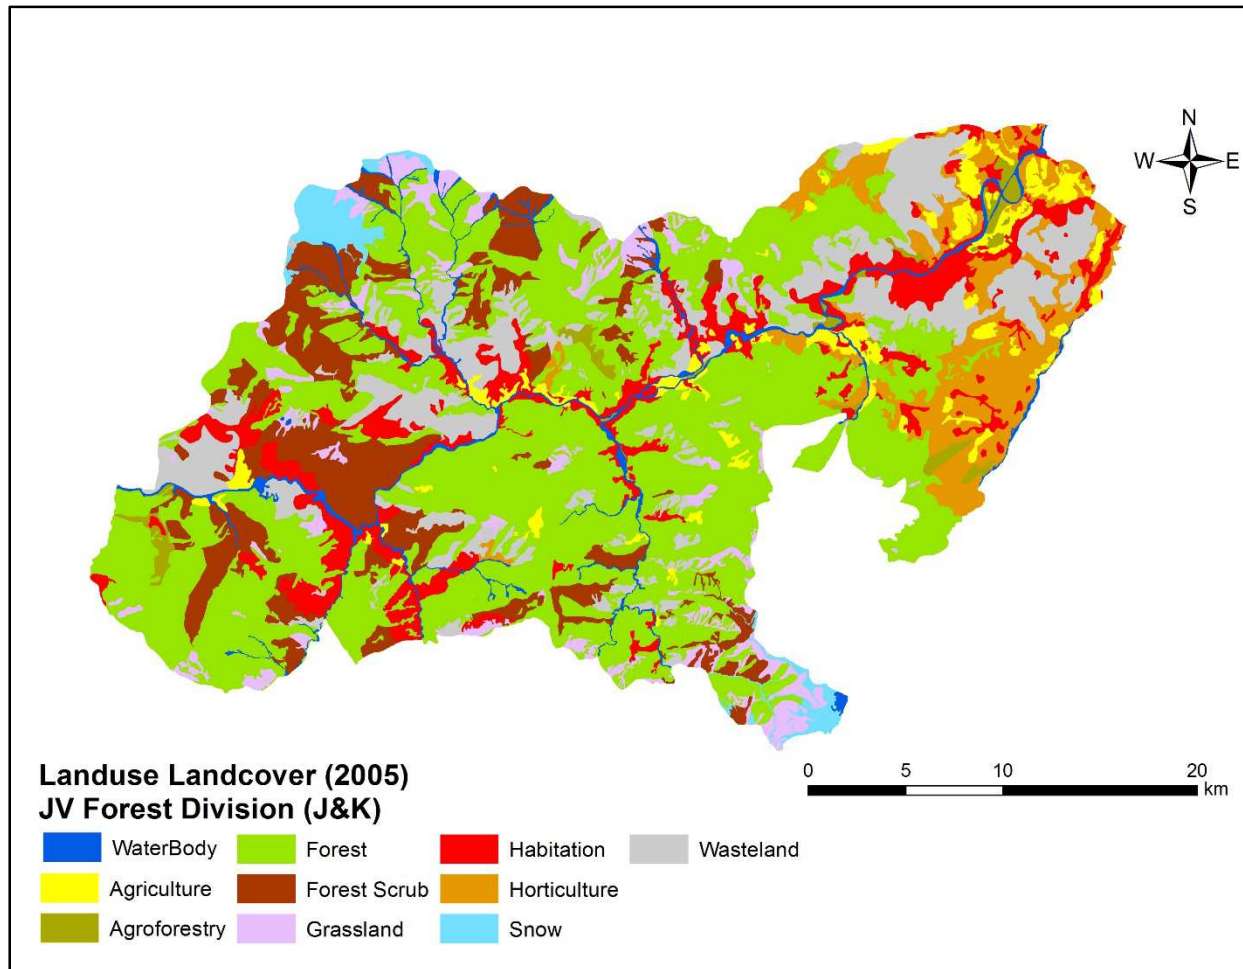 N
W E
S
Landuse Landcover (2005)
JV Forest Division (J&K)
0 5 10 20
km
WaterBody Forest Habitation Wasteland
Agriculture Forest Scrub Horticulture
Agroforestry Grassland Snow